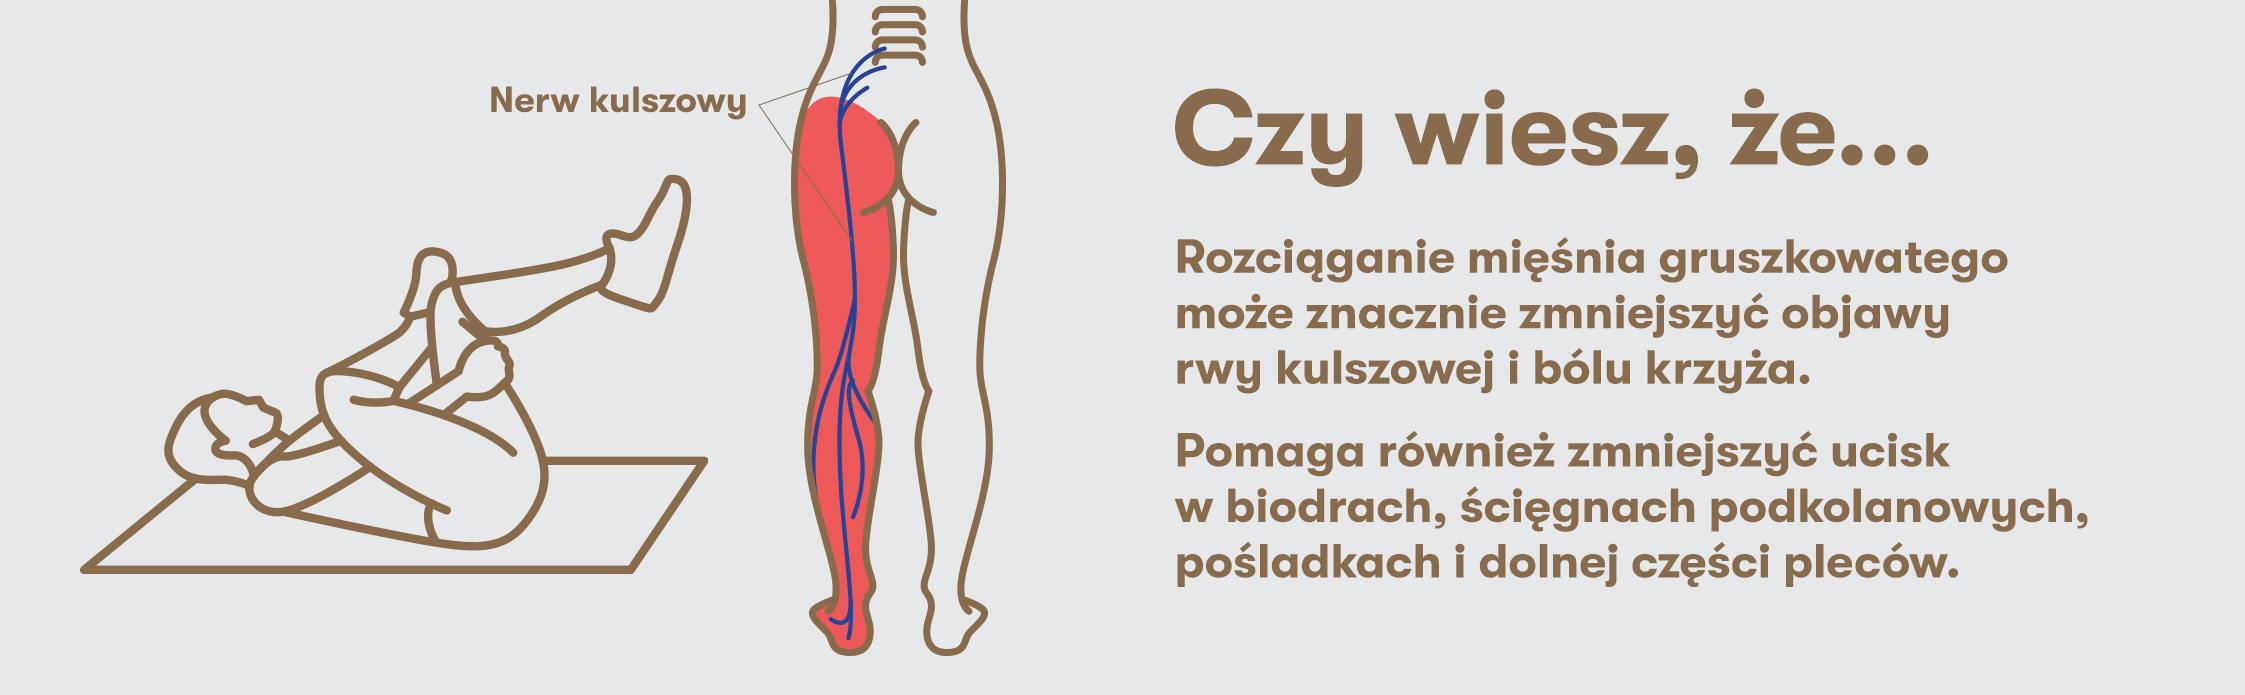 Nerw kulszowy
Czy wiesz, że...
Rozciąganie mięśnia gruszkowatego
może znacznie zmniejszyć objawy
rwy kulszowej i bólu krzyża.
Pomaga również zmniejszyć ucisk
w biodrach, ścięgnach podkolanowych,
pośladkach i dolnej części pleców.